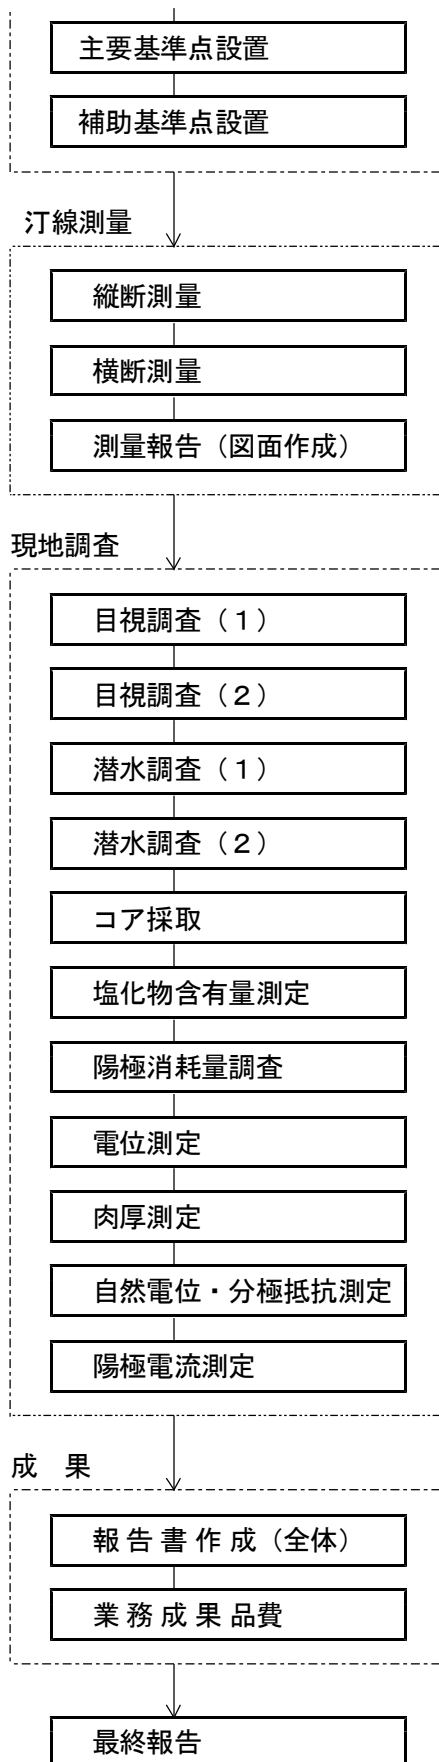 主要基準点設置
補助基準点設置
汀線測量
縦断測量
横断測量
測量報告（図面作成）
現地調査
目視調査（１）
目視調査（２）
潜水調査（１）
潜水調査（２）
コア採取
塩化物含有量測定
陽極消耗量調査
電位測定
肉厚測定
自然電位・分極抵抗測定
陽極電流測定
成　果
報 告 書 作 成（全体）
業 務 成 果 品 費
最終報告